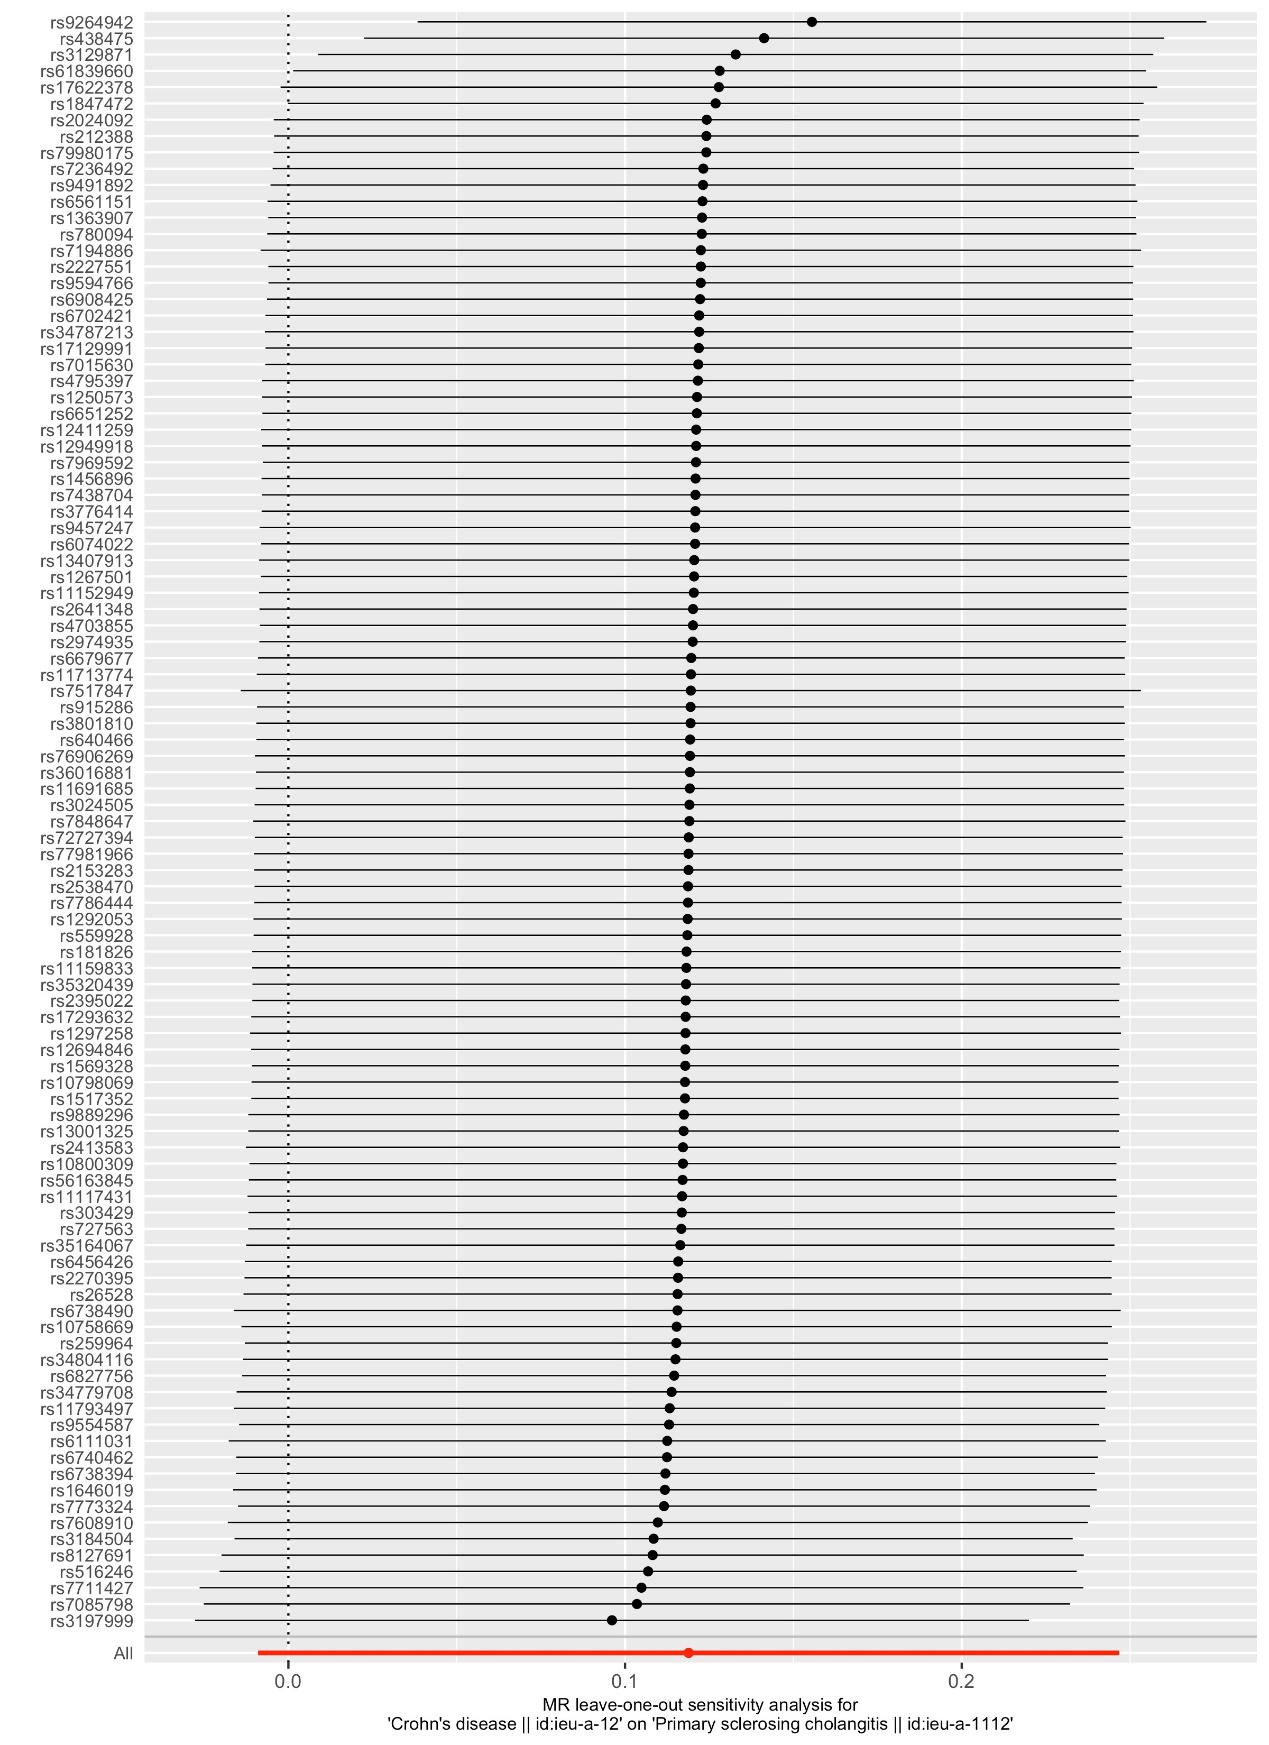 rs9264942
rs438475
rs3129871
rs61839660
rs17622378
rs1847472
rs2024092
rs212388
rs79980175
rs7236492
rs9491892
rs6561151
rs1363907
rs780094
rs7194886
rs2227551
rs9594766
rs6908425
rs6702421
rs34787213
rs17129991
rs7015630
rs4795397
rs1250573
rs6651252
rs12411259
rs12949918
rs7969592
rs1456896
rs7438704
rs3776414
rs9457247
rs6074022
rs13407913
rs1267501
rs11152949
rs2641348
rs4703855
rs2974935
rs6679677
rs11713774
rs7517847
rs915286
rs3801810
rs640466
rs76906269
rs36016881
rs11691685
rs3024505
rs7848647
rs72727394
rs77981966
rs2153283
rs2538470
rs7786444
rs1292053
rs559928
rs181826
rs11159833
rs35320439
rs2395022
rs17293632
rs1297258
rs12694846
rs1569328
rs10798069
rs1517352
rs9889296
rs13001325
rs2413583
rs10800309
rs56163845
rs11117431
rs303429
rs727563
rs35164067
rs6456426
rs2270395
rs26528
rs6738490
rs10758669
rs259964
rs34804116
rs6827756
rs34779708
rs11793497
rs9554587
rs6111031
rs6740462
rs6738394
rs1646019
rs7773324
rs7608910
rs3184504
rs8127691
rs516246
rs7711427
rs7085798
rs3197999
All
0.0 0.1 0.2
MR leave-one-out sensitivity analysis for
'Crohn's disease || id:ieu-a-12' on 'Primary sclerosing cholangitis || id:ieu-a-1112'